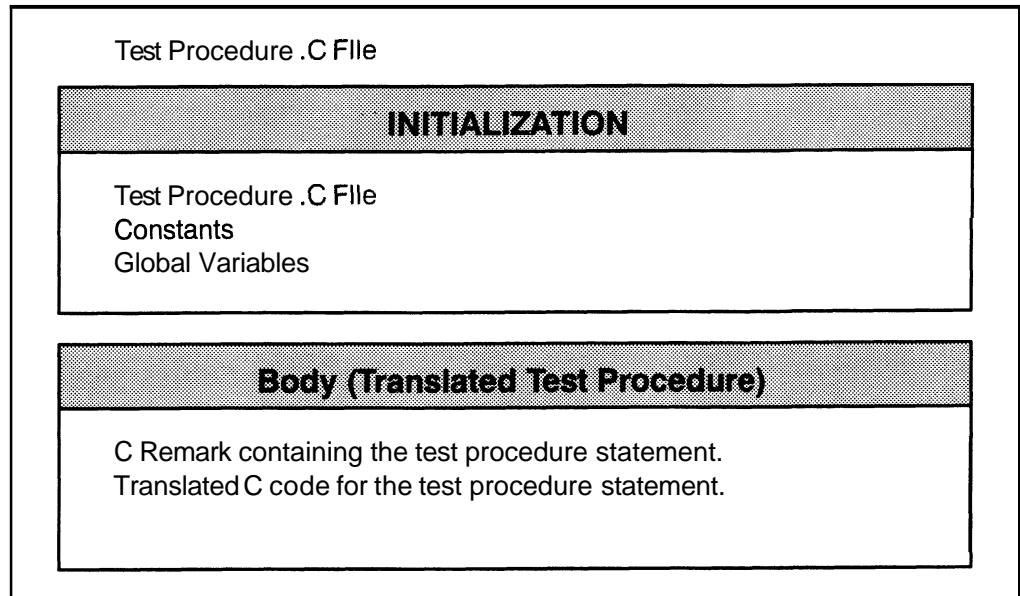 Test Procedure .C FIle
INITIALIZATION
Test Procedure .C FIle
Constants
Global Variables
Body (Translated Test Procedure)
C Remark containing the test procedure statement.
Translated C code for the test procedure statement.